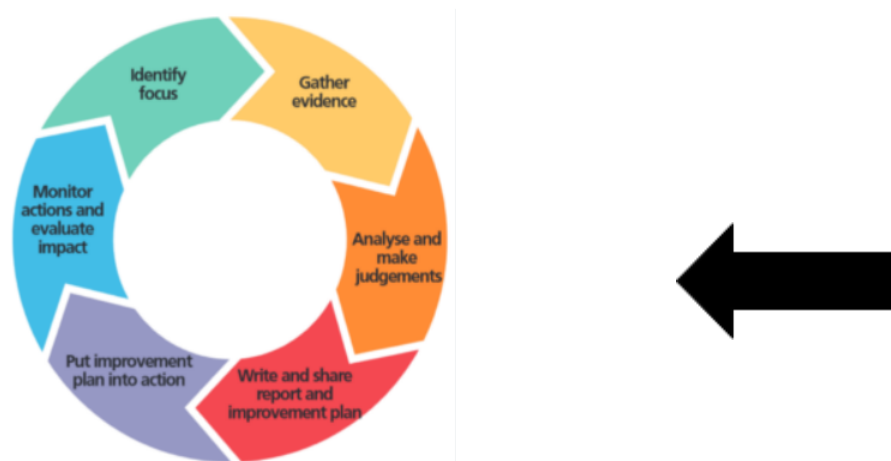 Identify
focus
Gather
evidence
Analyse and
make
judgements
Write and share
report and
improvement plan
Put improvement
plan into action
Monitor
actions and
evaluate
impact